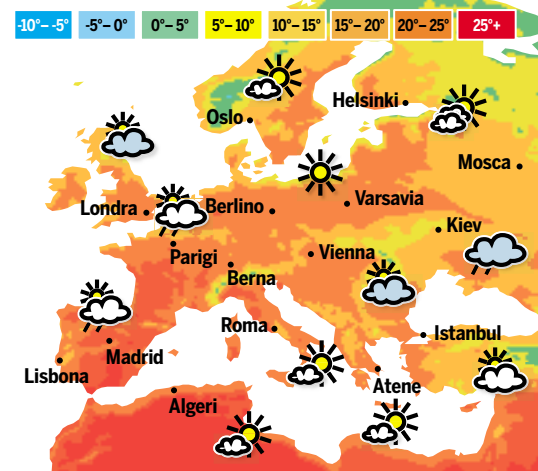 -10°– -5° -5°– 0° 0°– 5° 5°– 10° 10°– 15° 15°– 20° 20°– 25° 25°+
Helsinki
Oslo
Mosca
Londra
Berlino
Varsavia
Kiev
Parigi
Vienna
Berna
Roma
Istanbul
Madrid
Lisbona
Atene
Algeri